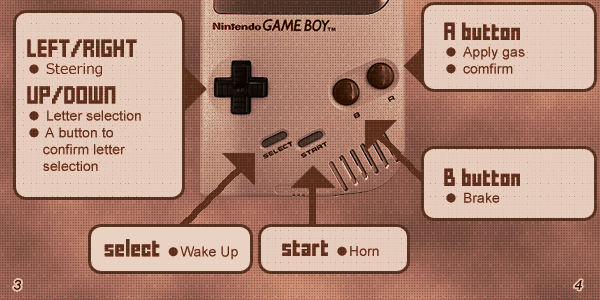 Nintendo GAME BOY™
LEFT/RIGHT
● Steering
UP/DOWN
● Letter selection
● A button to
confirm letter
selection
A button
● Apply gas
● comfirm
B
A
SELECT
START
B button
● Brake
select ● Wake Up
start ● Horn
3
4